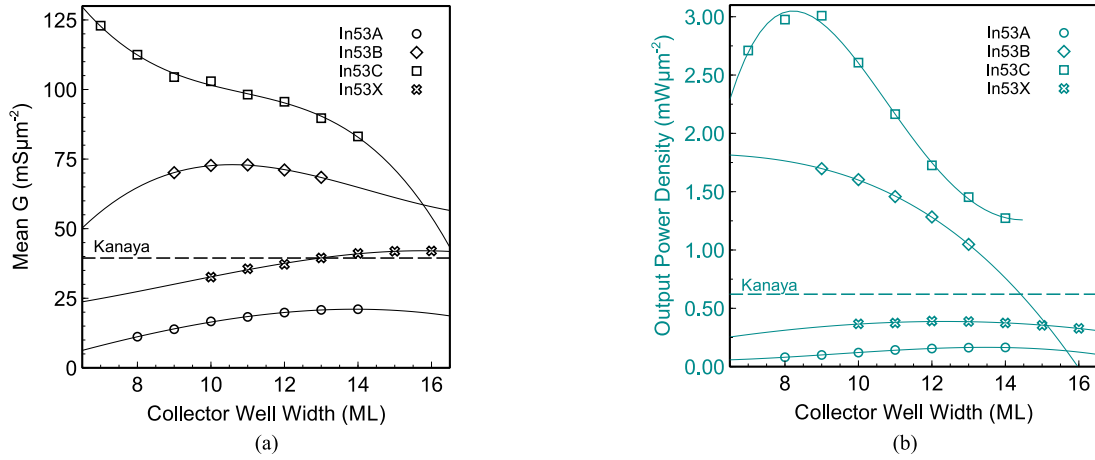 125
100
75
50
25
0
Mean G (mSμm⁻²)
In53A
In53B
In53C
In53X
Kanaya
8 10 12 14 16
Collector Well Width (ML)
(a)
3.00
2.50
2.00
1.50
1.00
0.50
0.00
Output Power Density (mWμm⁻²)
In53A
In53B
In53C
In53X
Kanaya
8 10 12 14 16
Collector Well Width (ML)
(b)